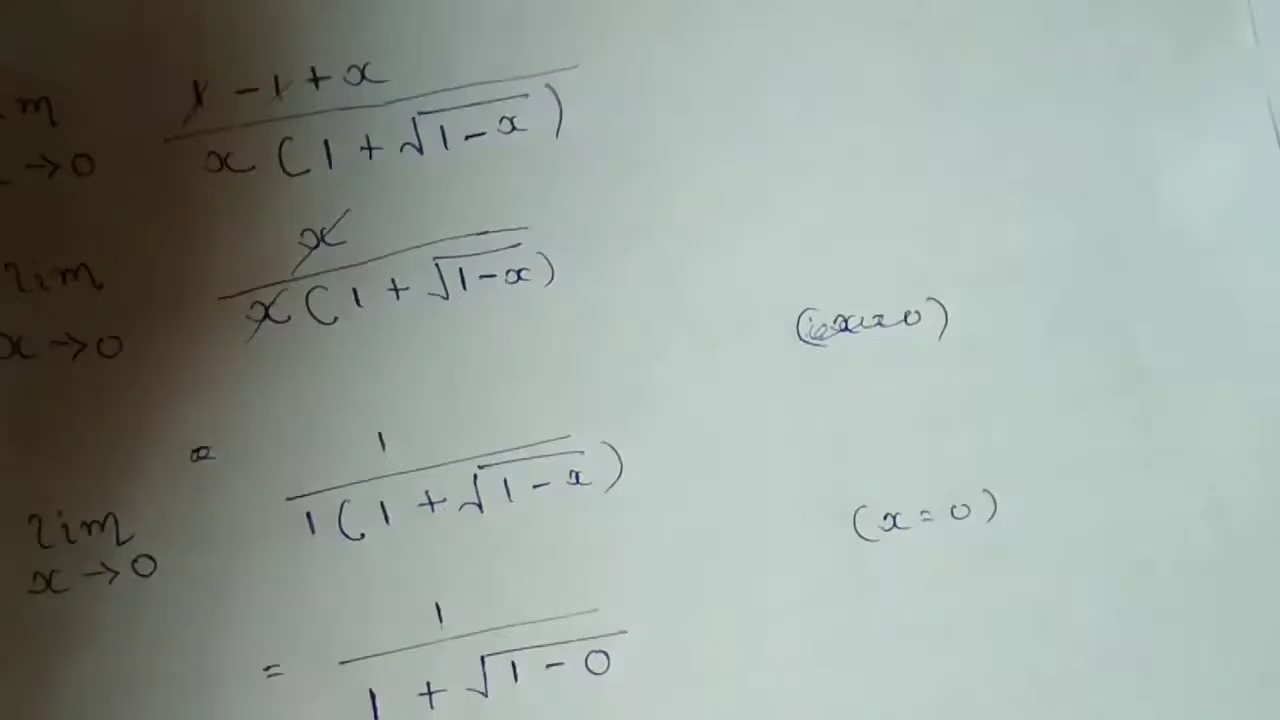 m 1 - 1 + x
→ 0 x ( 1 + √1 - x )
lim x
x → 0 x ( 1 + √1 - x )
( x = 0 )
= 1
lim 1 ( 1 + √1 - x ) ( x = 0 )
x → 0
1
= 1 + √1 - 0